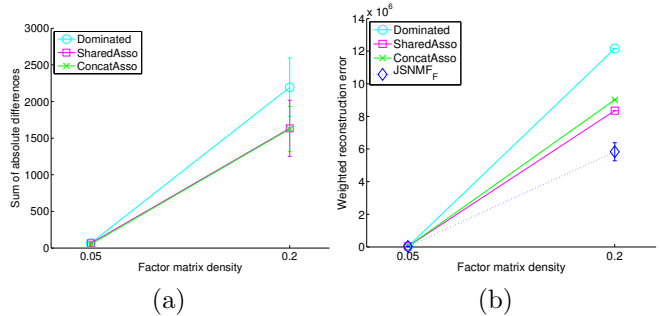 3000
2500
2000
1500
1000
500
0
Sum of absolute differences
Dominated
SharedAsso
ConcatAsso
0.05
0.2
Factor matrix density
(a)
14 x 10^6
12
10
8
6
4
2
0
Weighted reconstruction error
Dominated
SharedAsso
ConcatAsso
JSNMF_F
0.05
0.2
Factor matrix density
(b)